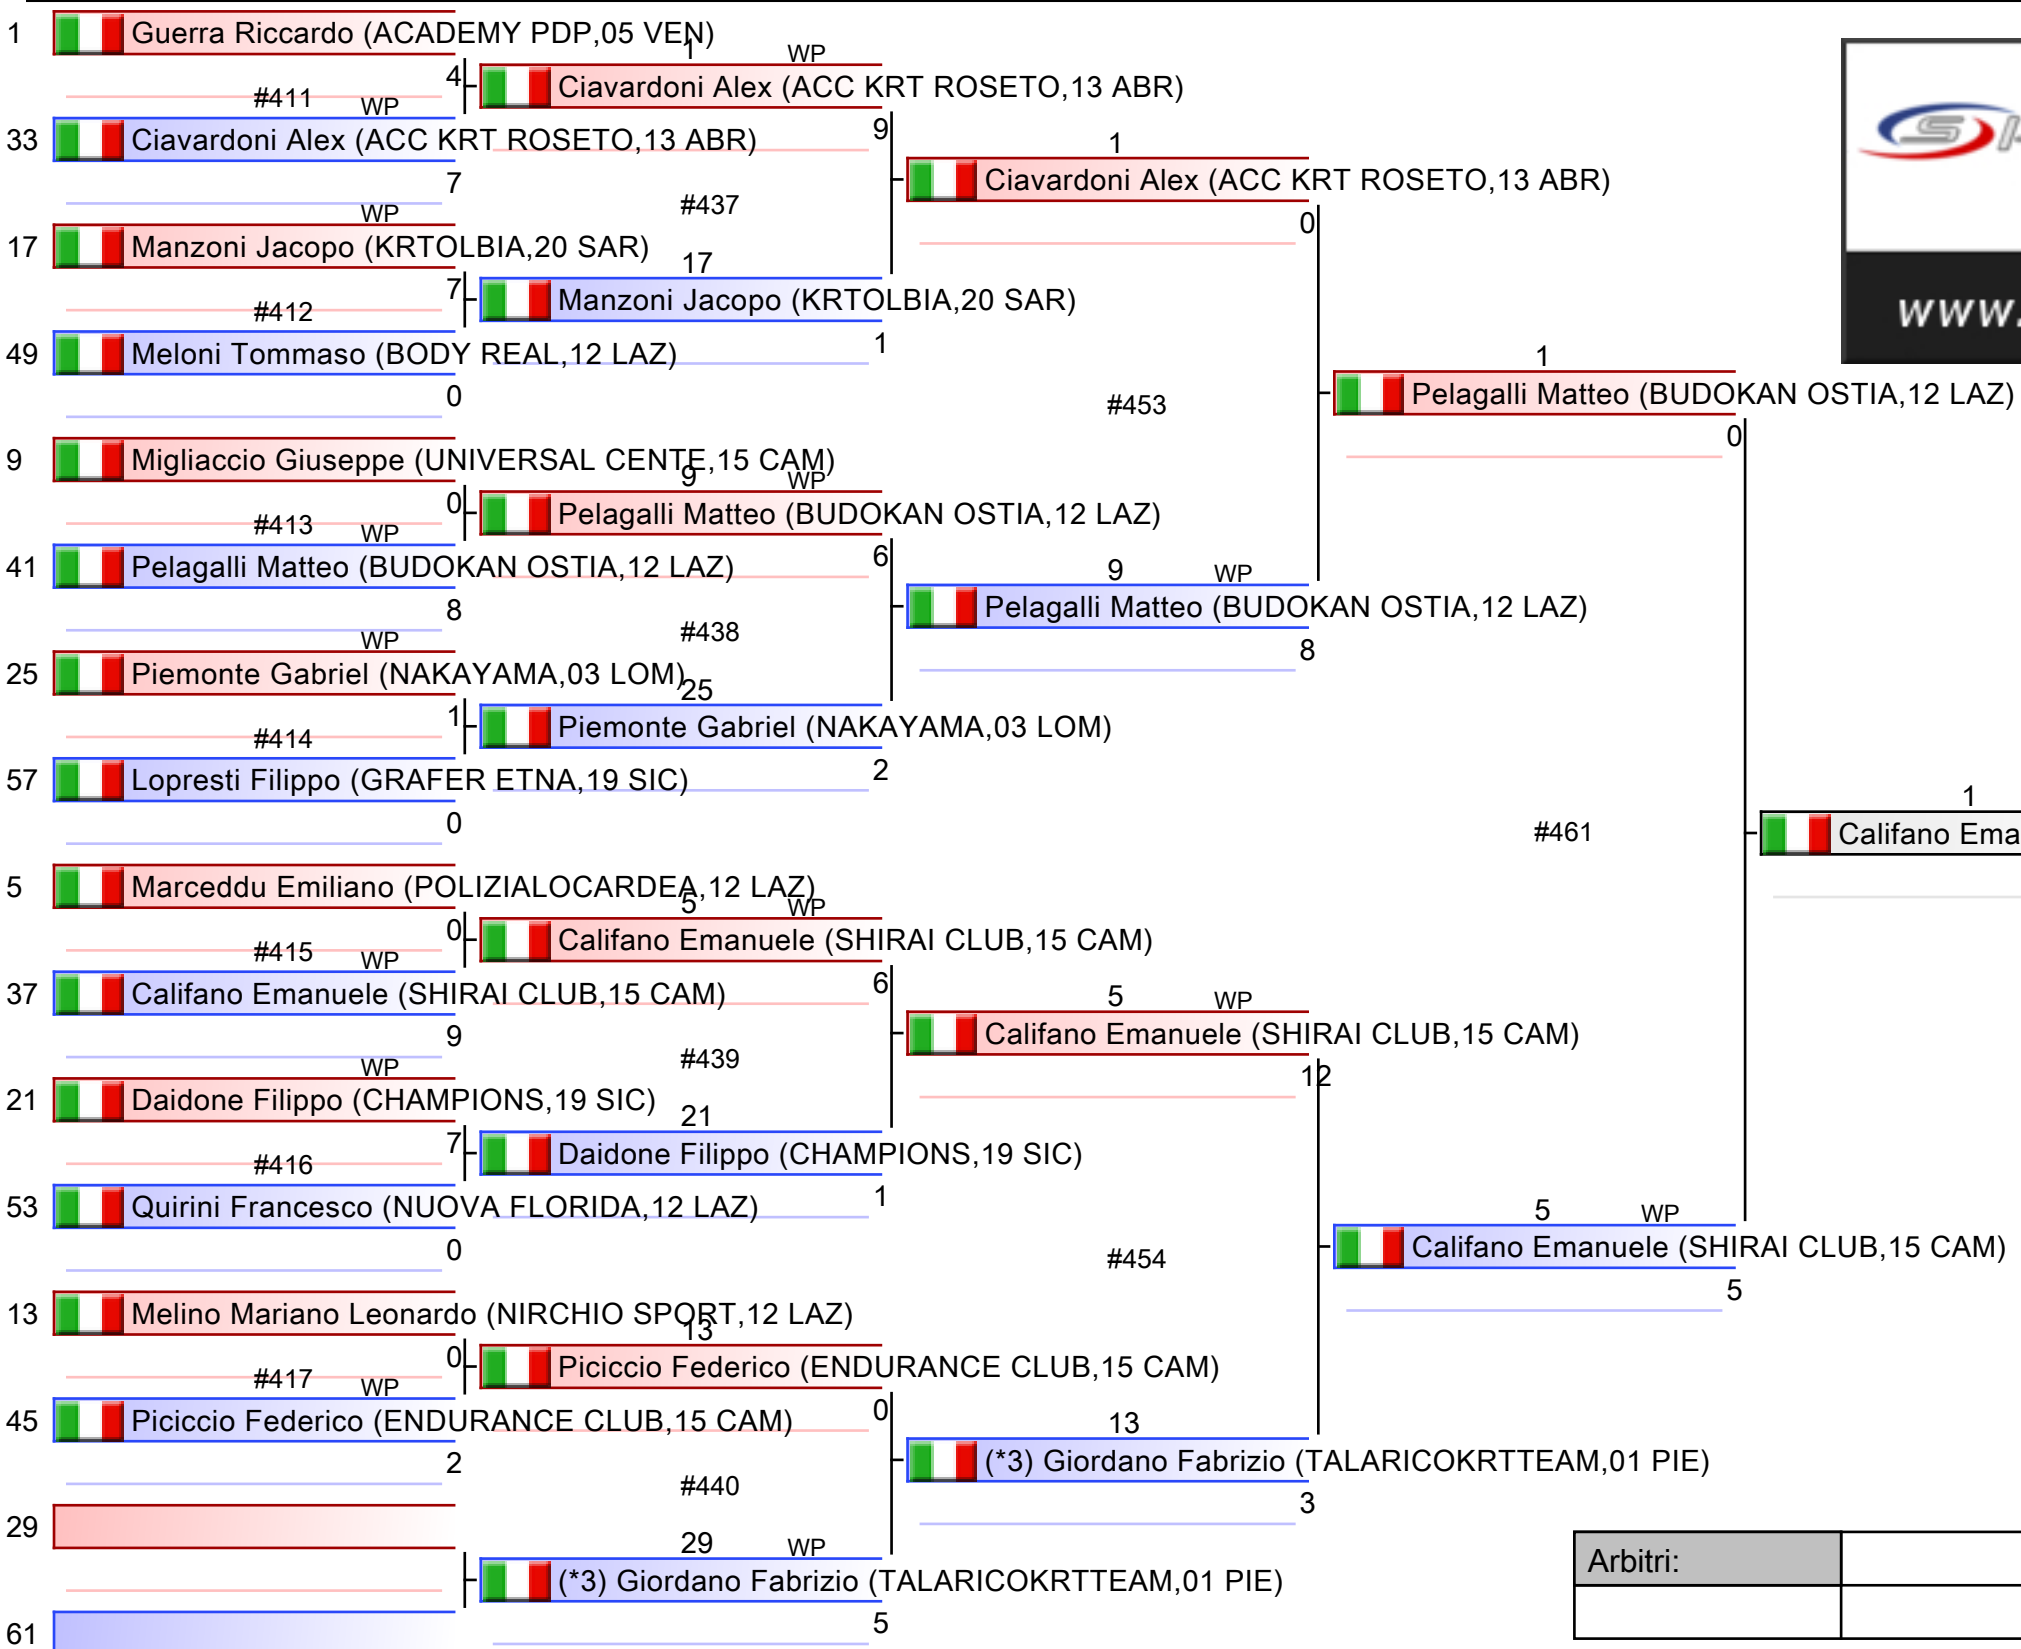 1 Guerra Riccardo (ACADEMY PDP,05 VEN)
1 WP
4 Ciavardoni Alex (ACC KRT ROSETO,13 ABR)
#411 WP
33 Ciavardoni Alex (ACC KRT ROSETO,13 ABR)
9
1
7
Ciavardoni Alex (ACC KRT ROSETO,13 ABR)
#437
WP
0
17 Manzoni Jacopo (KRTOLBIA,20 SAR)
17
7 Manzoni Jacopo (KRTOLBIA,20 SAR)
#412
1
49 Meloni Tommaso (BODY REAL,12 LAZ)
0
#453
1
Pelagalli Matteo (BUDOKAN OSTIA,12 LAZ)
0
9 Migliaccio Giuseppe (UNIVERSAL CENTE,15 CAM)
9 WP
0 Pelagalli Matteo (BUDOKAN OSTIA,12 LAZ)
#413 WP
41 Pelagalli Matteo (BUDOKAN OSTIA,12 LAZ)
6
9 WP
8
Pelagalli Matteo (BUDOKAN OSTIA,12 LAZ)
#438
WP
8
25 Piemonte Gabriel (NAKAYAMA,03 LOM)
25
1 Piemonte Gabriel (NAKAYAMA,03 LOM)
#414
2
57 Lopresti Filippo (GRAFER ETNA,19 SIC)
0
#461
1
Califano Ema
5 Marceddu Emiliano (POLIZIALOCARDEA,12 LAZ)
5 WP
0 Califano Emanuele (SHIRAI CLUB,15 CAM)
#415 WP
37 Califano Emanuele (SHIRAI CLUB,15 CAM)
6
5 WP
9
Califano Emanuele (SHIRAI CLUB,15 CAM)
#439
WP
12
21 Daidone Filippo (CHAMPIONS,19 SIC)
21
7 Daidone Filippo (CHAMPIONS,19 SIC)
#416
1
53 Quirini Francesco (NUOVA FLORIDA,12 LAZ)
0
#454
5 WP
Califano Emanuele (SHIRAI CLUB,15 CAM)
5
13 Melino Mariano Leonardo (NIRCHIO SPORT,12 LAZ)
13
0 Piciccio Federico (ENDURANCE CLUB,15 CAM)
#417 WP
45 Piciccio Federico (ENDURANCE CLUB,15 CAM)
0
13
2
(*3) Giordano Fabrizio (TALARICOKRTTEAM,01 PIE)
#440
3
29
29 WP
(*3) Giordano Fabrizio (TALARICOKRTTEAM,01 PIE)
5
61
Arbitri:
www.